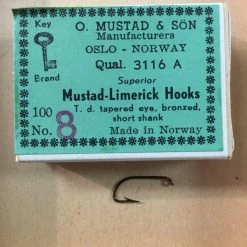 Key
Brand
O. MUSTAD & SÖN
Manufacturers
OSLO - NORWAY
Qual. 3116 A
Superior
Mustad-Limerick Hooks
T. d. tapered eye, bronzed,
short shank
100
No. 8
Made in Norway